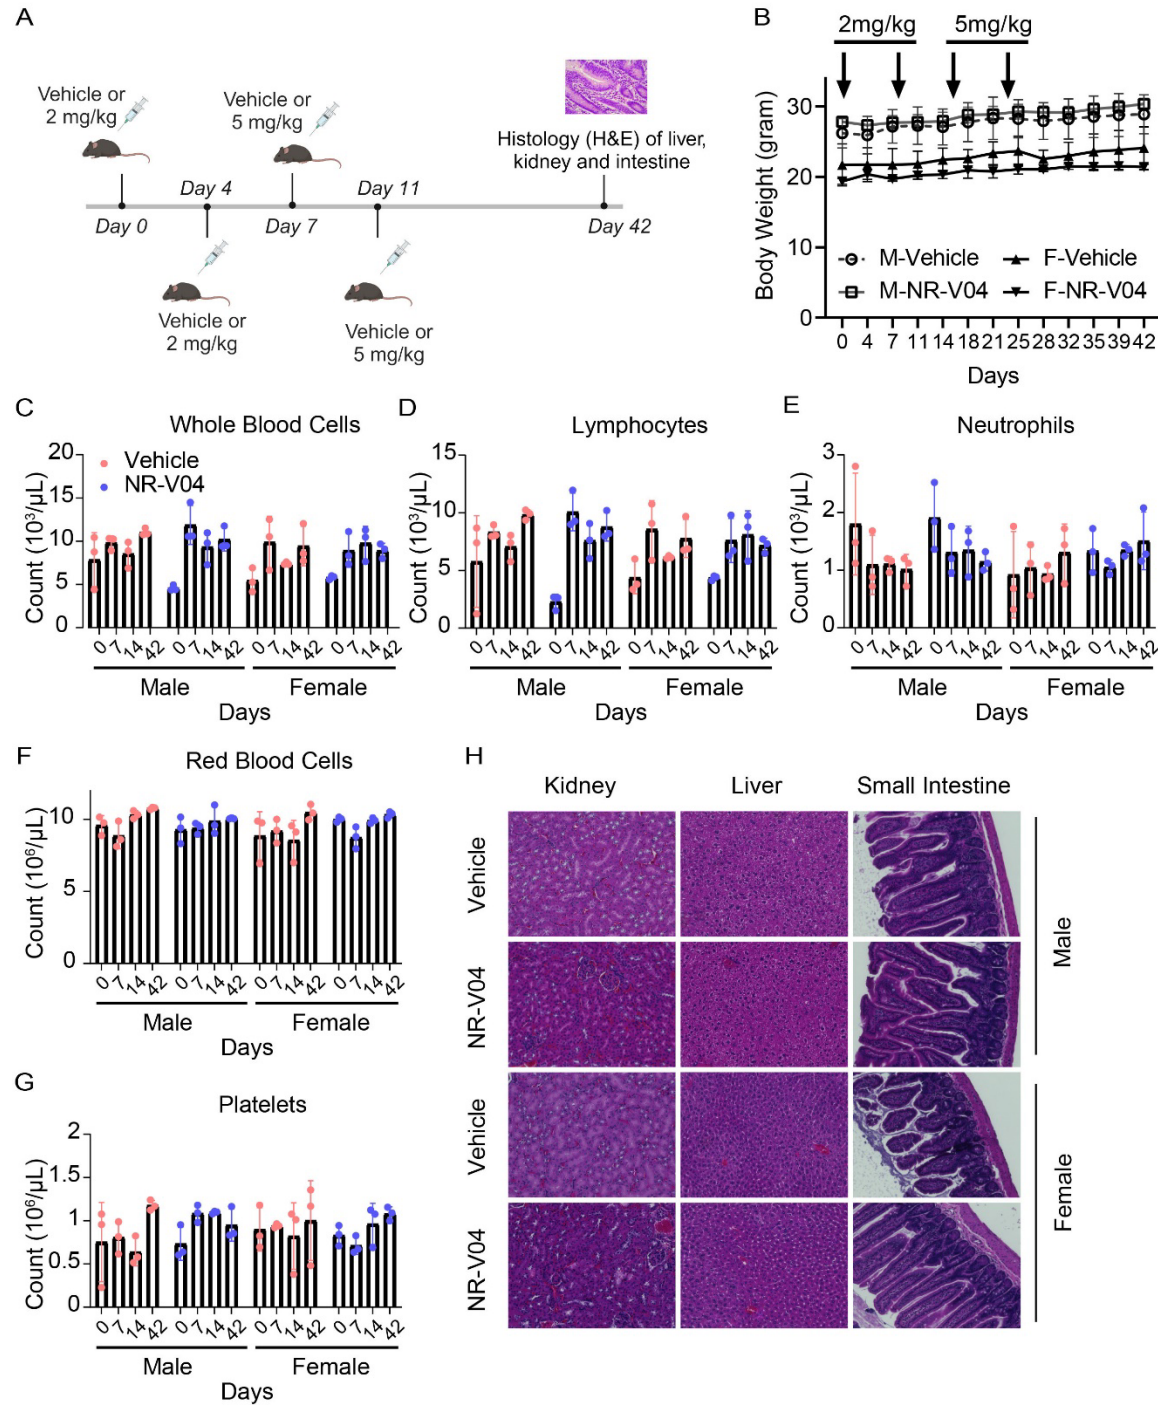 A
Vehicle or
2 mg/kg
Vehicle or
5 mg/kg
Histology (H&E) of liver,
kidney and intestine
Day 4
Day 11
Day 0
Day 7
Day 42
Vehicle or
2 mg/kg
Vehicle or
5 mg/kg
B
2mg/kg
5mg/kg
Body Weight (gram)
30
20
10
0
M-Vehicle
F-Vehicle
M-NR-V04
F-NR-V04
0 4 7 11 14 18 21 25 28 32 35 39 42
Days
C
Whole Blood Cells
Vehicle
NR-V04
Count (10³/µL)
20
15
10
5
0
0 7 14 42 0 7 14 42 0 7 14 42 0 7 14 42
Male
Female
Days
D
Lymphocytes
Count (10³/µL)
15
10
5
0
0 7 14 42 0 7 14 42 0 7 14 42 0 7 14 42
Male
Female
Days
E
Neutrophils
Count (10³/µL)
3
2
1
0
0 7 14 42 0 7 14 42 0 7 14 42 0 7 14 42
Male
Female
Days
F
Red Blood Cells
Count (10⁶/µL)
10
5
0
0 7 14 42 0 7 14 42 0 7 14 42 0 7 14 42
Male
Female
Days
G
Platelets
Count (10⁶/µL)
2
1.5
1
0.5
0
0 7 14 42 0 7 14 42 0 7 14 42 0 7 14 42
Male
Female
Days
H
Kidney
Liver
Small Intestine
Vehicle
NR-V04
Male
Vehicle
NR-V04
Female